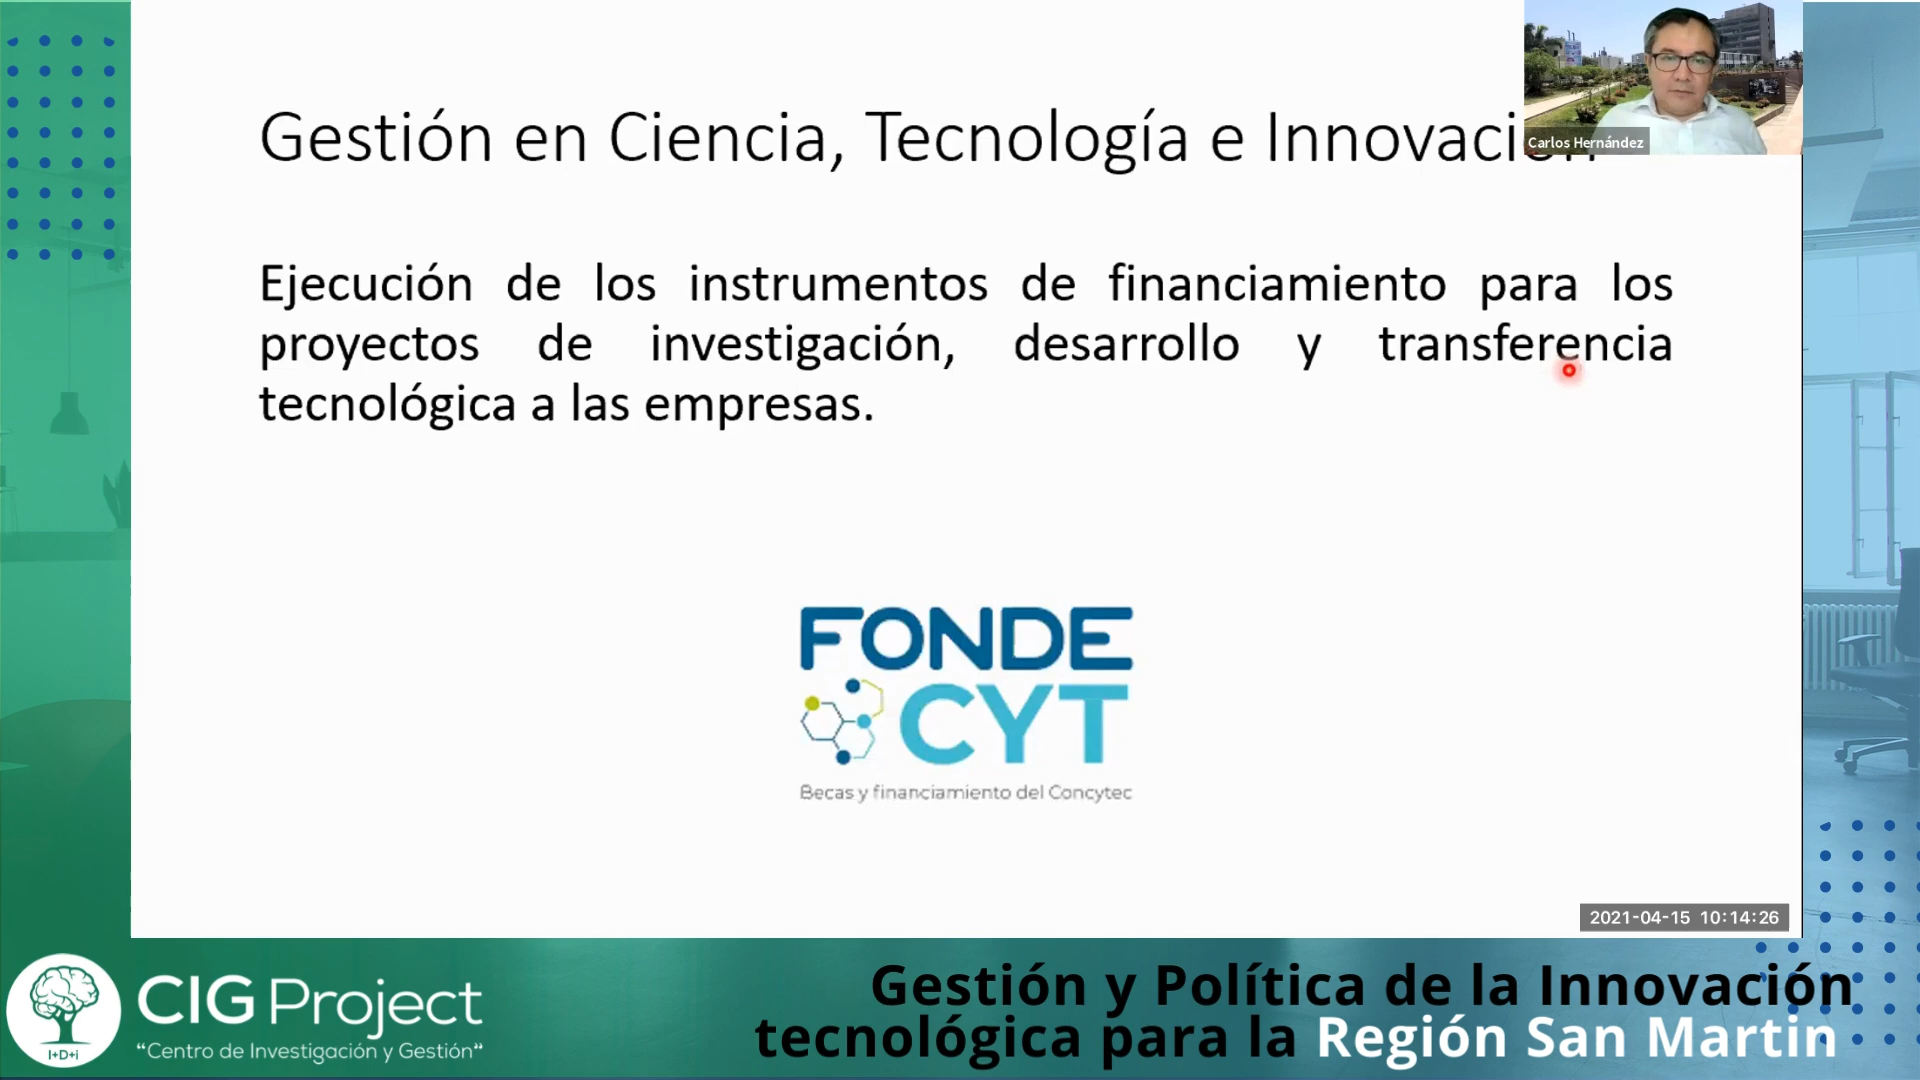 Gestión en Ciencia, Tecnología e Innovación
Carlos Hernández
Ejecución de los instrumentos de financiamiento para los
proyectos de investigación, desarrollo y transferencia
tecnológica a las empresas.
FONDE
CYT
Becas y financiamiento del Concytec
2021-04-15 10:14:26
I+D+i
CIG Project
“Centro de Investigación y Gestión”
Gestión y Política de la Innovación
tecnológica para la Región San Martin